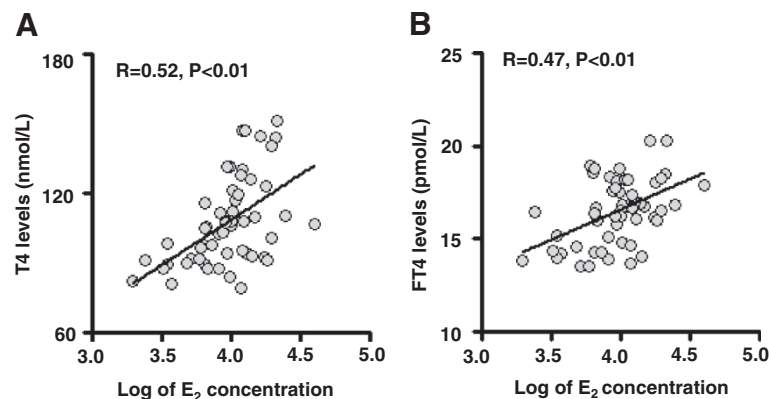 A
R=0.52, P<0.01
T4 levels (nmol/L)
180
120
60
3.0 3.5 4.0 4.5 5.0
Log of E₂ concentration
B
R=0.47, P<0.01
FT4 levels (pmol/L)
25
20
15
10
3.0 3.5 4.0 4.5 5.0
Log of E₂ concentration